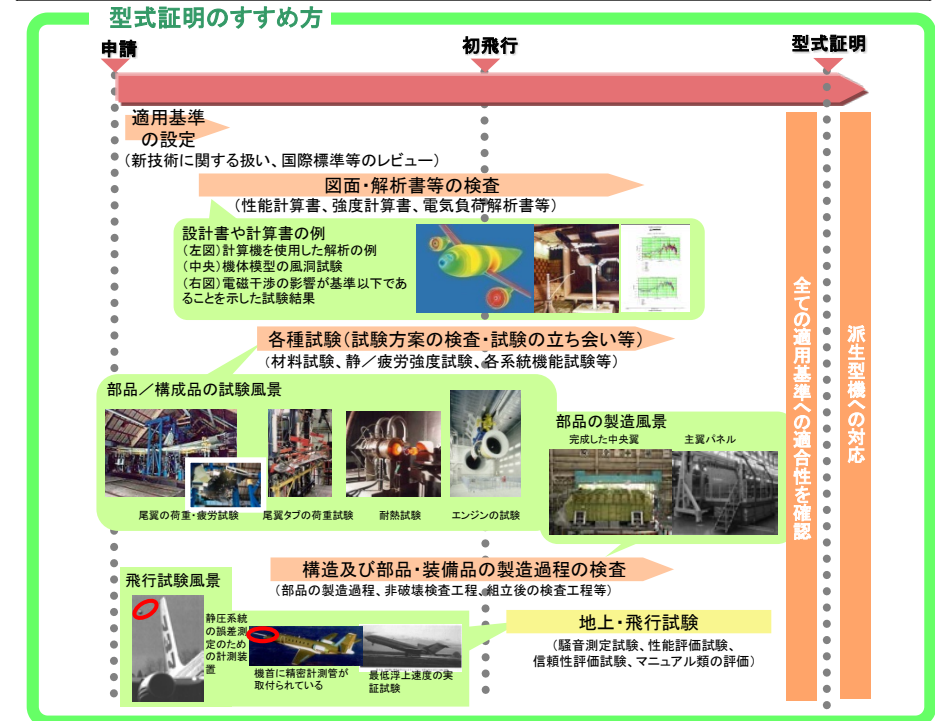 型式証明のすすめ方
申請
初飛行
型式証明
適用基準
の設定
（新技術に関する扱い、国際標準等のレビュー）
図面・解析書等の検査
（性能計算書、強度計算書、電気負荷解析書等）
設計書や計算書の例
（左図）計算機を使用した解析の例
（中央）機体模型の風洞試験
（右図）電磁干渉の影響が基準以下であ
ることを示した試験結果
各種試験（試験方案の検査・試験の立ち会い等）
（材料試験、静／疲労強度試験、各系統機能試験等）
部品／構成品の試験風景
尾翼の荷重・疲労試験
尾翼タブの荷重試験
耐熱試験
エンジンの試験
部品の製造風景
完成した中央翼
主翼パネル
構造及び部品・装備品の製造過程の検査
（部品の製造過程、非破壊検査工程、組立後の検査工程等）
飛行試験風景
静圧系統
の誤差測
定のため
の計測装
置
機首に精密計測管が
取付られている
最低浮上速度の実
証試験
地上・飛行試験
（騒音測定試験、性能評価試験、
信頼性評価試験、マニュアル類の評価）
全ての適用基準への適合性を確認
派生型機への対応